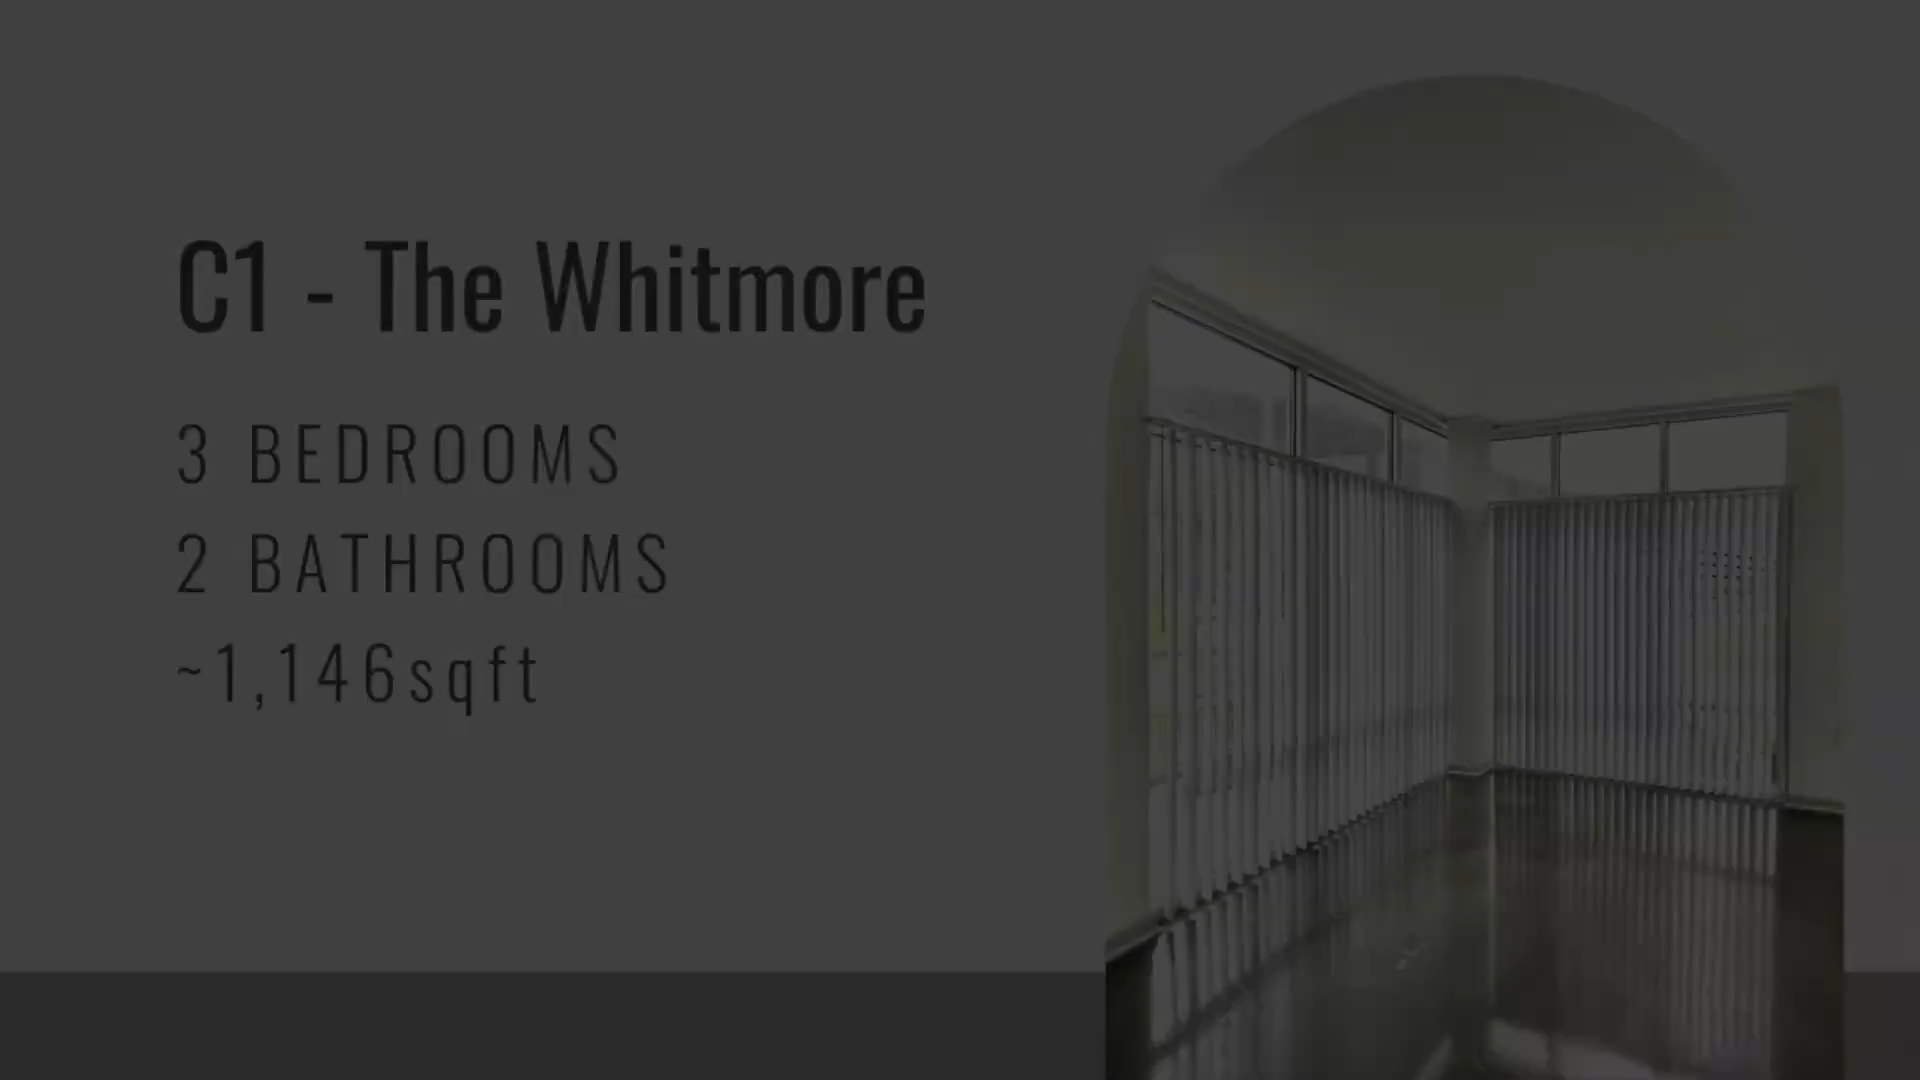 C1 - The Whitmore
3 BEDROOMS
2 BATHROOMS
~1,146sqft